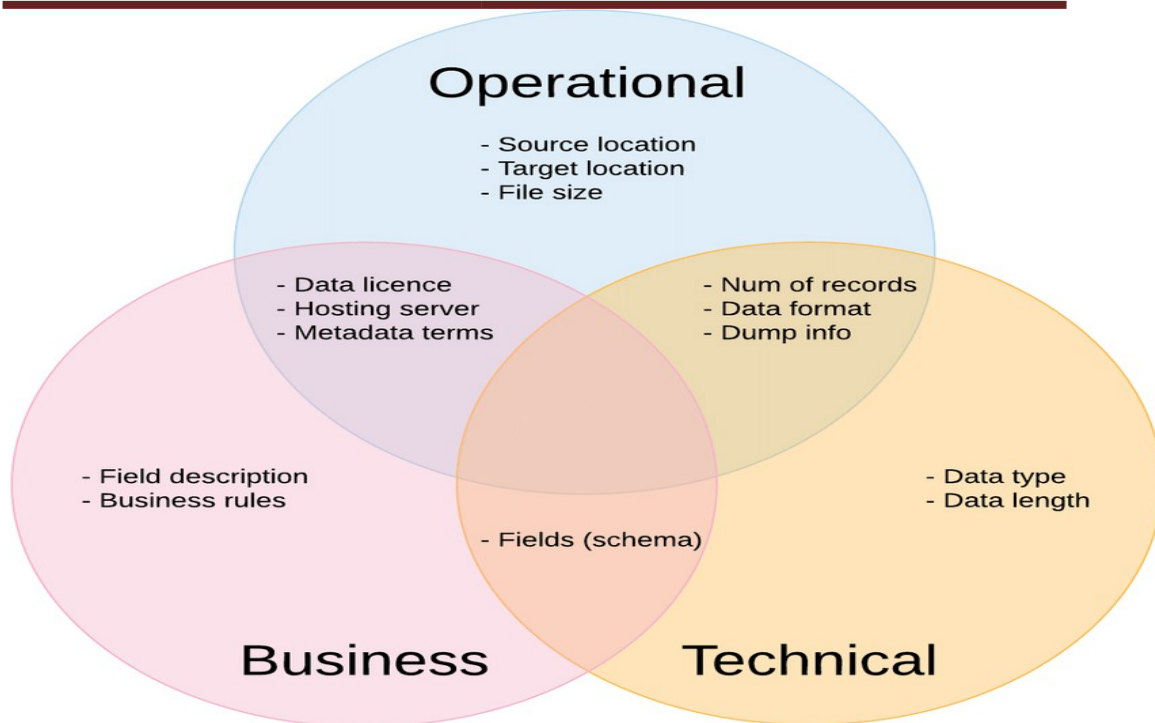 Operational
- Source location
- Target location
- File size
- Data licence
- Hosting server
- Metadata terms
- Num of records
- Data format
- Dump info
- Field description
- Business rules
- Data type
- Data length
- Fields (schema)
Business
Technical